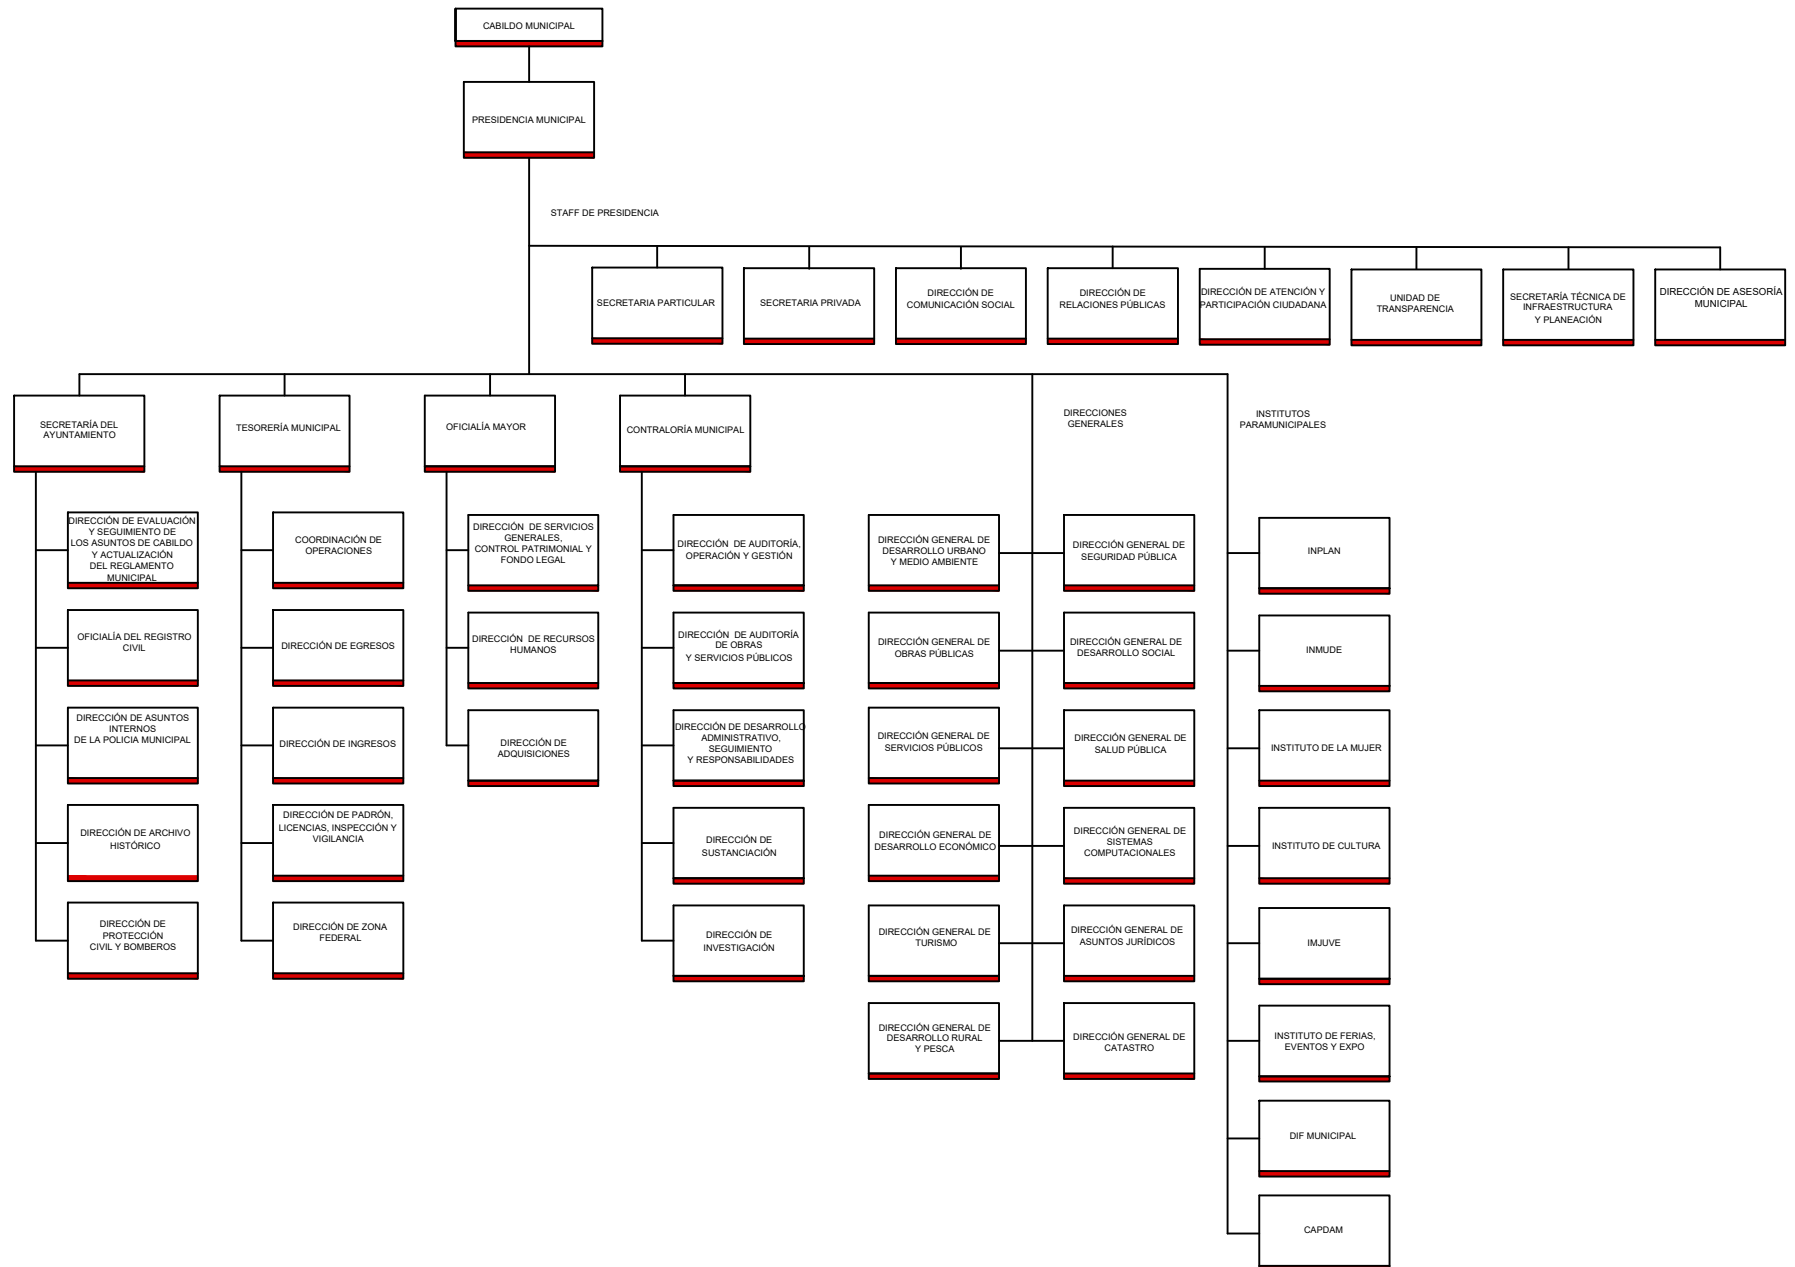 CABILDO MUNICIPAL
PRESIDENCIA MUNICIPAL
STAFF DE PRESIDENCIA
SECRETARIA PARTICULAR
SECRETARIA PRIVADA
DIRECCIÓN DE
COMUNICACIÓN SOCIAL
DIRECCIÓN DE
RELACIONES PÚBLICAS
DIRECCIÓN DE ATENCIÓN Y
PARTICIPACIÓN CIUDADANA
UNIDAD DE
TRANSPARENCIA
SECRETARÍA TÉCNICA DE
INFRAESTRUCTURA
Y PLANEACIÓN
DIRECCIÓN DE ASESORÍA
MUNICIPAL
SECRETARÍA DEL
AYUNTAMIENTO
TESORERÍA MUNICIPAL
OFICIALÍA MAYOR
CONTRALORÍA MUNICIPAL
DIRECCIONES
GENERALES
INSTITUTOS
PARAMUNICIPALES
DIRECCIÓN DE EVALUACIÓN
Y SEGUIMIENTO DE
LOS ASUNTOS DE CABILDO
Y ACTUALIZACIÓN
DEL REGLAMENTO
MUNICIPAL
OFICIALÍA DEL REGISTRO
CIVIL
DIRECCIÓN DE ASUNTOS
INTERNOS
DE LA POLICIA MUNICIPAL
DIRECCIÓN DE ARCHIVO
HISTÓRICO
DIRECCIÓN DE
PROTECCIÓN
CIVIL Y BOMBEROS
COORDINACIÓN DE
OPERACIONES
DIRECCIÓN DE EGRESOS
DIRECCIÓN DE INGRESOS
DIRECCIÓN DE PADRÓN,
LICENCIAS, INSPECCIÓN Y
VIGILANCIA
DIRECCIÓN DE ZONA
FEDERAL
DIRECCIÓN DE SERVICIOS
GENERALES,
CONTROL PATRIMONIAL Y
FONDO LEGAL
DIRECCIÓN DE RECURSOS
HUMANOS
DIRECCIÓN DE
ADQUISICIONES
DIRECCIÓN DE AUDITORÍA,
OPERACIÓN Y GESTIÓN
DIRECCIÓN DE AUDITORÍA
DE OBRAS
Y SERVICIOS PÚBLICOS
DIRECCIÓN DE DESARROLLO
ADMINISTRATIVO,
SEGUIMIENTO
Y RESPONSABILIDADES
DIRECCIÓN DE
SUSTANCIACIÓN
DIRECCIÓN DE
INVESTIGACIÓN
DIRECCIÓN GENERAL DE
DESARROLLO URBANO
Y MEDIO AMBIENTE
DIRECCIÓN GENERAL DE
OBRAS PÚBLICAS
DIRECCIÓN GENERAL DE
SERVICIOS PÚBLICOS
DIRECCIÓN GENERAL DE
DESARROLLO ECONÓMICO
DIRECCIÓN GENERAL DE
TURISMO
DIRECCIÓN GENERAL DE
DESARROLLO RURAL
Y PESCA
DIRECCIÓN GENERAL DE
SEGURIDAD PÚBLICA
DIRECCIÓN GENERAL DE
DESARROLLO SOCIAL
DIRECCIÓN GENERAL DE
SALUD PÚBLICA
DIRECCIÓN GENERAL DE
SISTEMAS
COMPUTACIONALES
DIRECCIÓN GENERAL DE
ASUNTOS JURÍDICOS
DIRECCIÓN GENERAL DE
CATASTRO
INPLAN
INMUDE
INSTITUTO DE LA MUJER
INSTITUTO DE CULTURA
IMJUVE
INSTITUTO DE FERIAS,
EVENTOS Y EXPO
DIF MUNICIPAL
CAPDAM